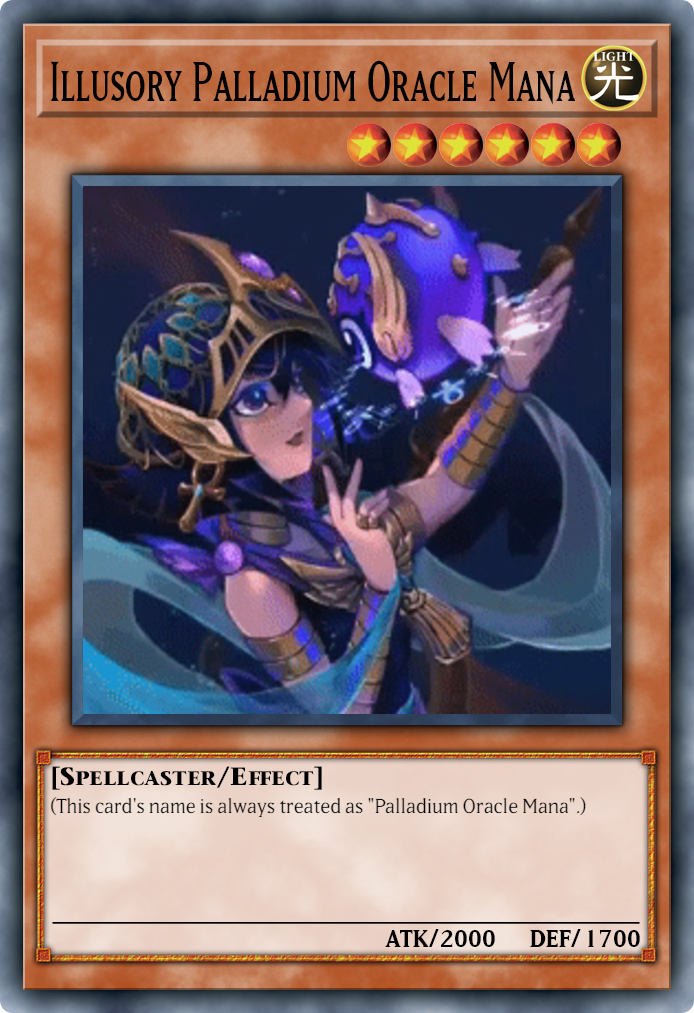 Illusory Palladium Oracle Mana
LIGHT
光
[Spellcaster/Effect]
(This card's name is always treated as "Palladium Oracle Mana".)
ATK/2000 DEF/1700